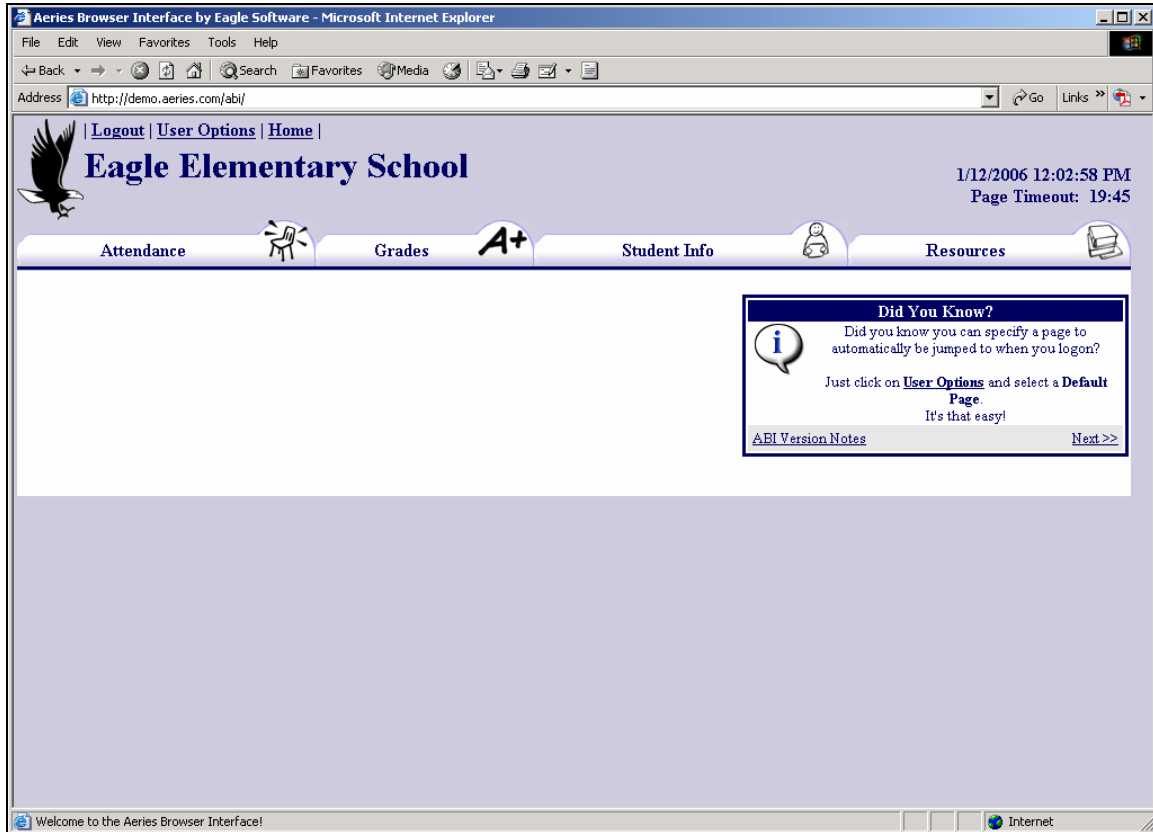 Aeries Browser Interface by Eagle Software - Microsoft Internet Explorer
File Edit View Favorites Tools Help
Back Search Favorites Media
Address http://demo.aeries.com/abi/ Go Links »
| Logout | User Options | Home |
Eagle Elementary School
1/12/2006 12:02:58 PM
Page Timeout: 19:45
Attendance Grades A+ Student Info Resources
Did You Know?
i
Did you know you can specify a page to
automatically be jumped to when you logon?
Just click on User Options and select a Default
Page.
It's that easy!
ABI Version Notes Next >>
Welcome to the Aeries Browser Interface! Internet